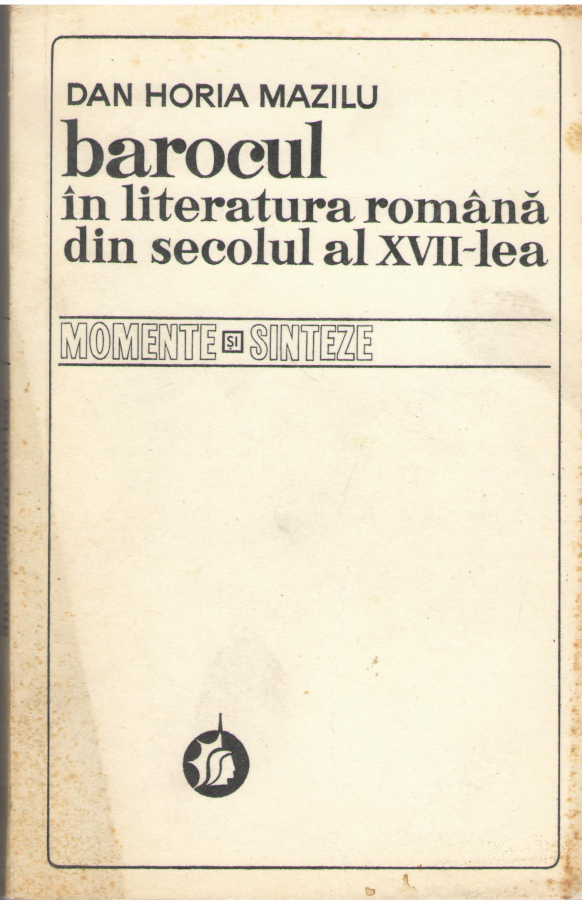 DAN HORIA MAZILU
barocul
în literatura română
din secolul al XVII-lea
MOMENTE ȘI SINTEZE